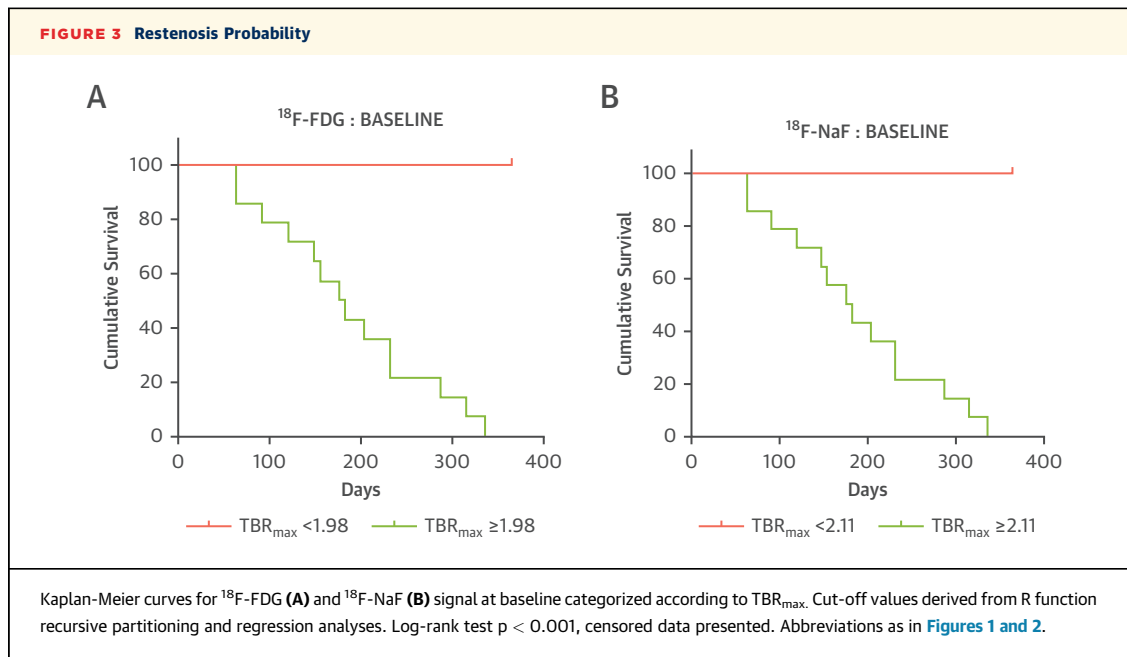 FIGURE 3 Restenosis Probability
A
¹⁸F-FDG : BASELINE
Cumulative Survival
100
80
60
40
20
0
0 100 200 300 400
Days
TBRmax <1.98 TBRmax ≥1.98
B
¹⁸F-NaF : BASELINE
Cumulative Survival
100
80
60
40
20
0
0 100 200 300 400
Days
TBRmax <2.11 TBRmax ≥2.11
Kaplan-Meier curves for ¹⁸F-FDG (A) and ¹⁸F-NaF (B) signal at baseline categorized according to TBRmax. Cut-off values derived from R function
recursive partitioning and regression analyses. Log-rank test p < 0.001, censored data presented. Abbreviations as in Figures 1 and 2.